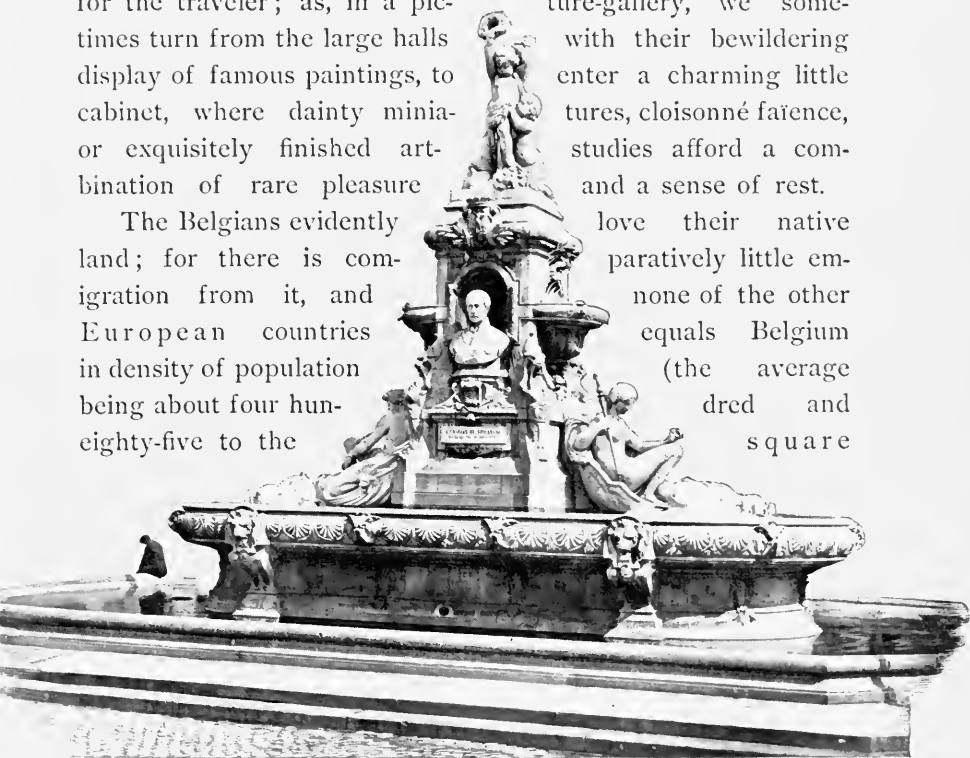 for the traveler; as, in a pic- ture-gallery, we some-
times turn from the large halls with their bewildering
display of famous paintings, to enter a charming little
cabinet, where dainty minia- tures, cloisonné faïence,
or exquisitely finished art- studies afford a com-
bination of rare pleasure and a sense of rest.
The Belgians evidently love their native
land; for there is com- paratively little em-
igration from it, and none of the other
European countries equals Belgium
in density of population (the average
being about four hun- dred and
eighty-five to the square